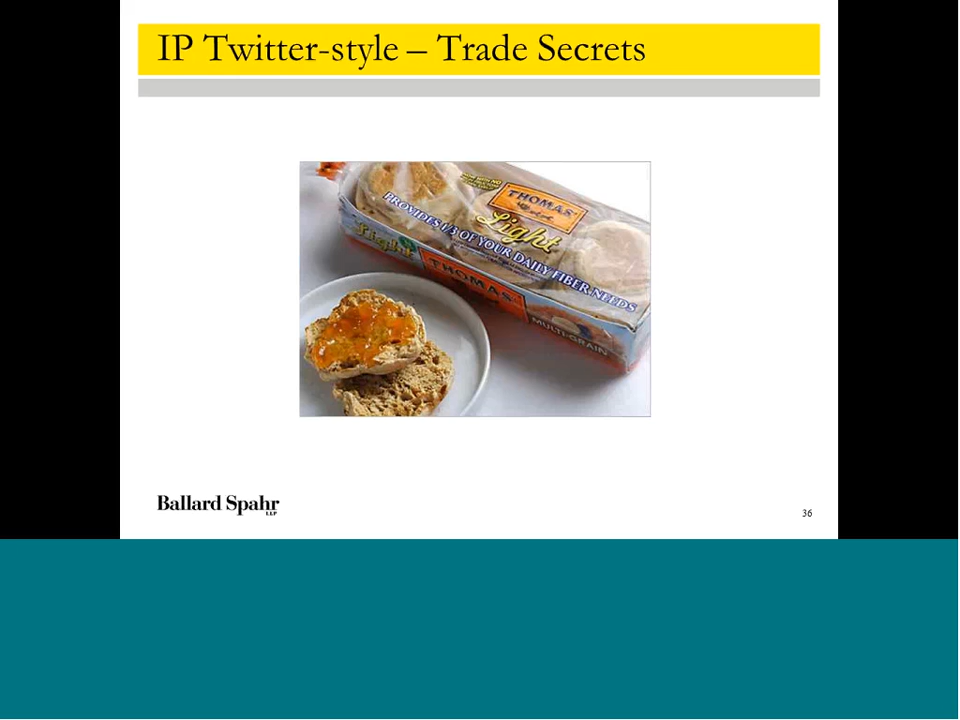 IP Twitter-style – Trade Secrets
THOMAS'
Light
PROVIDES 1/3 OF YOUR DAILY FIBER NEEDS
Light
THOMAS'
MULTI-GRAIN
Ballard Spahr
LLP
36